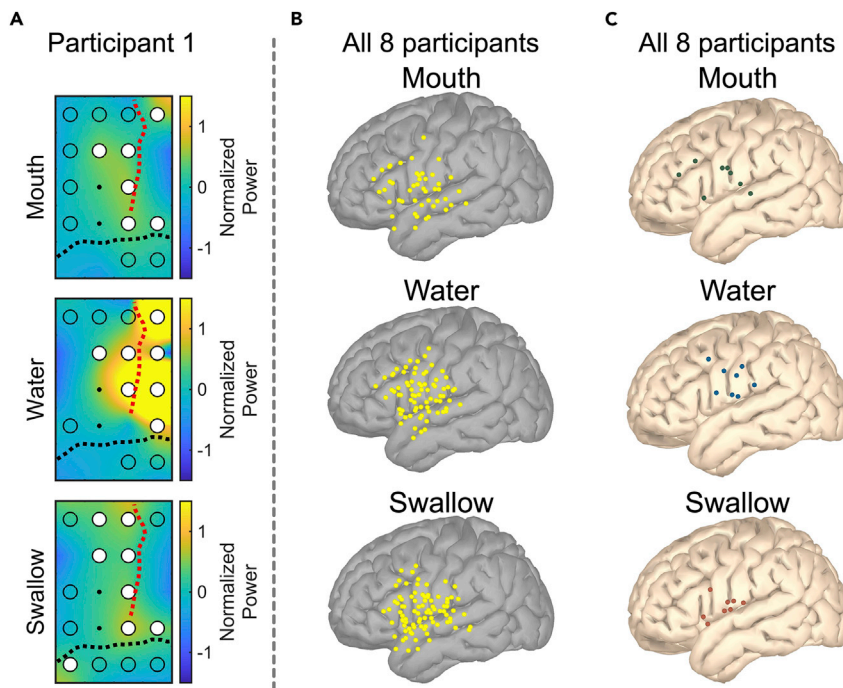 A
Participant 1
Mouth
1
0
-1
Normalized
Power
Water
1
0
-1
Normalized
Power
Swallow
1
0
-1
Normalized
Power
B
All 8 participants
Mouth
Water
Swallow
C
All 8 participants
Mouth
Water
Swallow